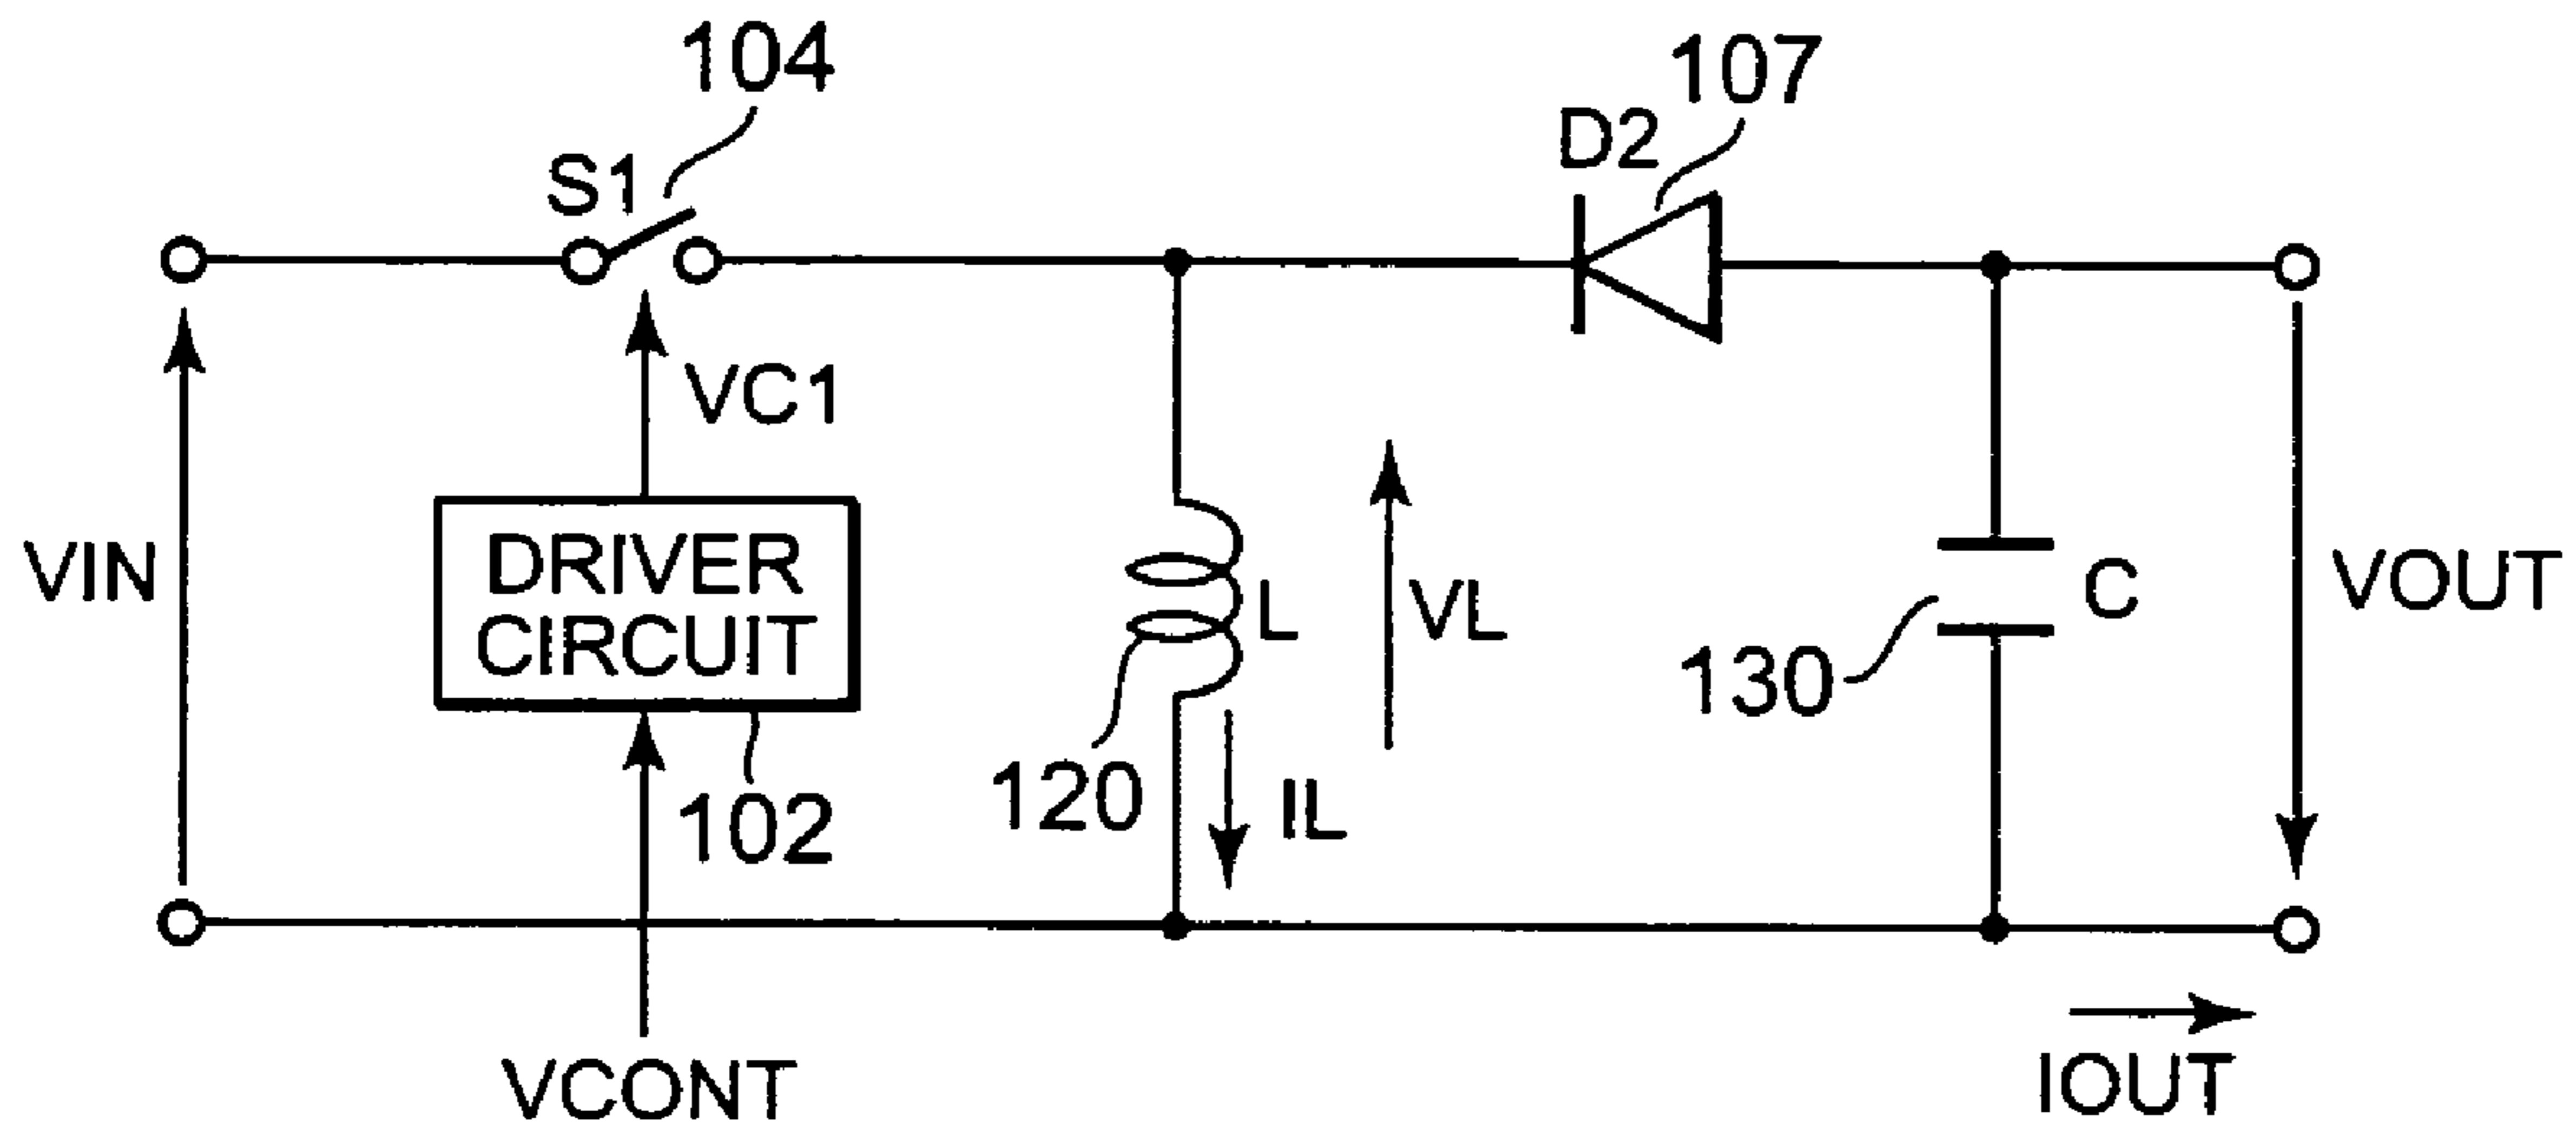 104
107
D2
S1
VC1
VIN
DRIVER
CIRCUIT
L
VL
C
VOUT
130
120
IL
102
IOUT
VCONT